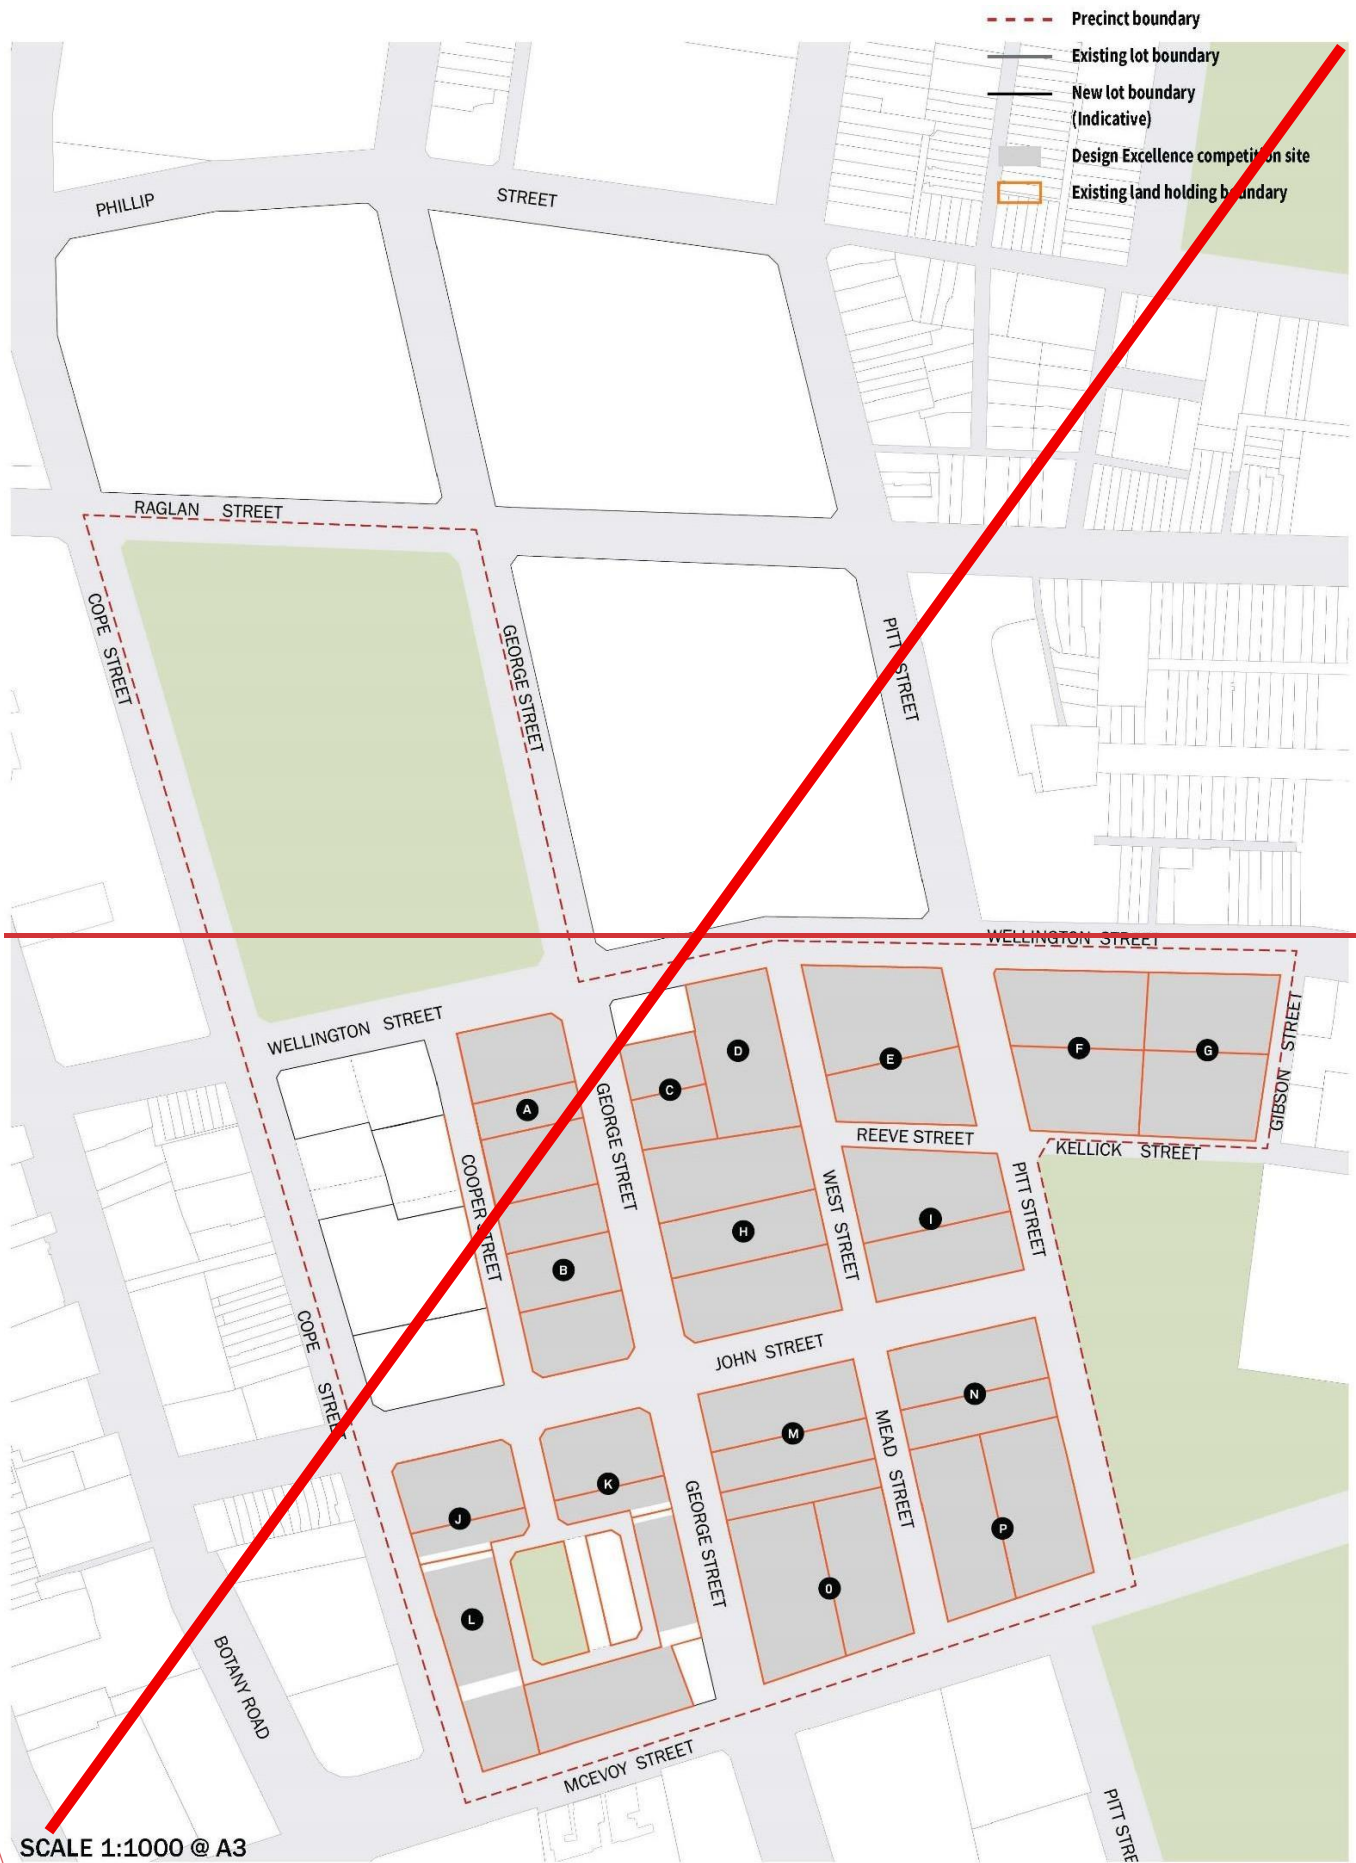 Precinct boundary
Existing lot boundary
New lot boundary
(Indicative)
Design Excellence competition site
Existing land holding boundary
PHILLIP STREET
RAGLAN STREET
COPE STREET
GEORGE STREET
PITT STREET
WELLINGTON STREET
WELLINGTON STREET
GIBSON STREET
D
E
F
G
C
A
GEORGE STREET
REEVE STREET
KELLICK STREET
COOPER STREET
WEST STREET
PITT STREET
I
H
B
COPE STREET
JOHN STREET
N
M
MEAD STREET
K
J
GEORGE STREET
P
O
L
BOTANY ROAD
MCEVOY STREET
PITT STRE
SCALE 1:1000 @ A3